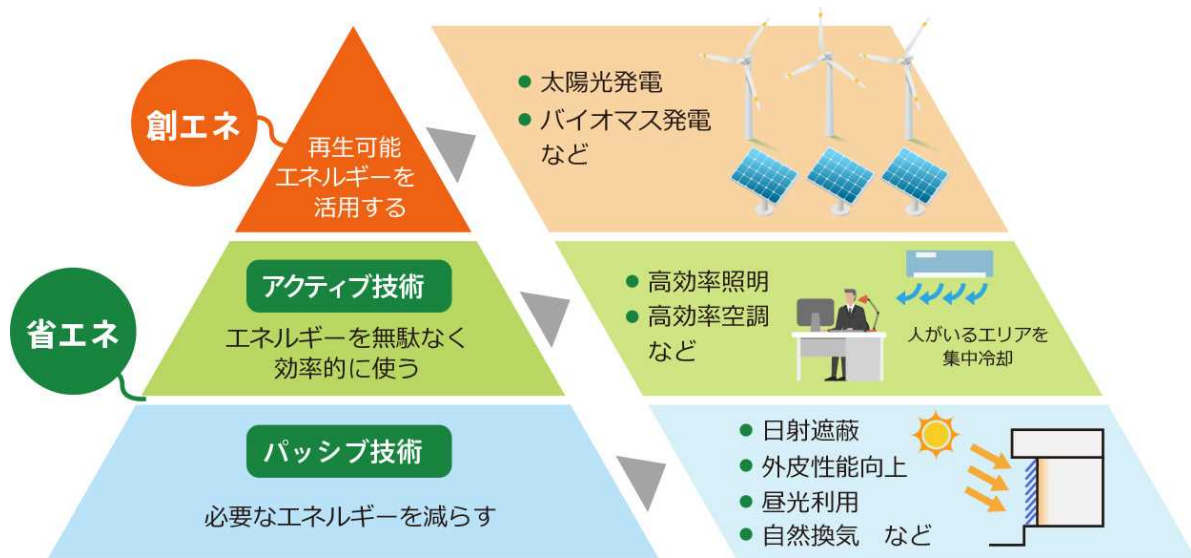 創エネ
再生可能
エネルギーを
活用する
● 太陽光発電
● バイオマス発電
など
省エネ
アクティブ技術
エネルギーを無駄なく
効率的に使う
● 高効率照明
● 高効率空調
など
人がいるエリアを
集中冷却
パッシブ技術
必要なエネルギーを減らす
● 日射遮蔽
● 外皮性能向上
● 昼光利用
● 自然換気 など